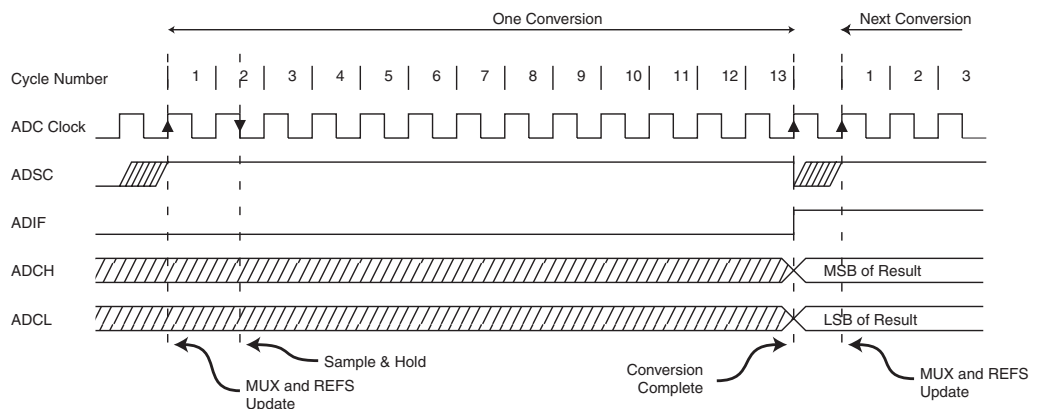 One Conversion
Next Conversion
Cycle Number 1 2 3 4 5 6 7 8 9 10 11 12 13 1 2 3
ADC Clock
ADSC
ADIF
ADCH MSB of Result
ADCL LSB of Result
Sample & Hold
MUX and REFS
Update
Conversion
Complete
MUX and REFS
Update